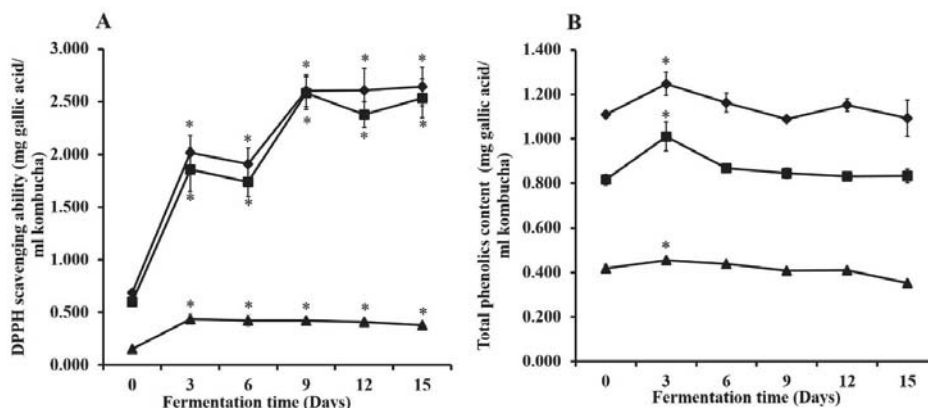 A
DPPH scavenging ability (mg gallic acid/
ml kombucha)
3.000
2.500
2.000
1.500
1.000
0.500
0.000
* * * * *
* * * * *
* * * * *
0 3 6 9 12 15
Fermentation time (Days)
B
Total phenolics content (mg gallic acid/
ml kombucha)
1.400
1.200
1.000
0.800
0.600
0.400
0.200
0.000
*
*
*
0 3 6 9 12 15
Fermentation time (Days)